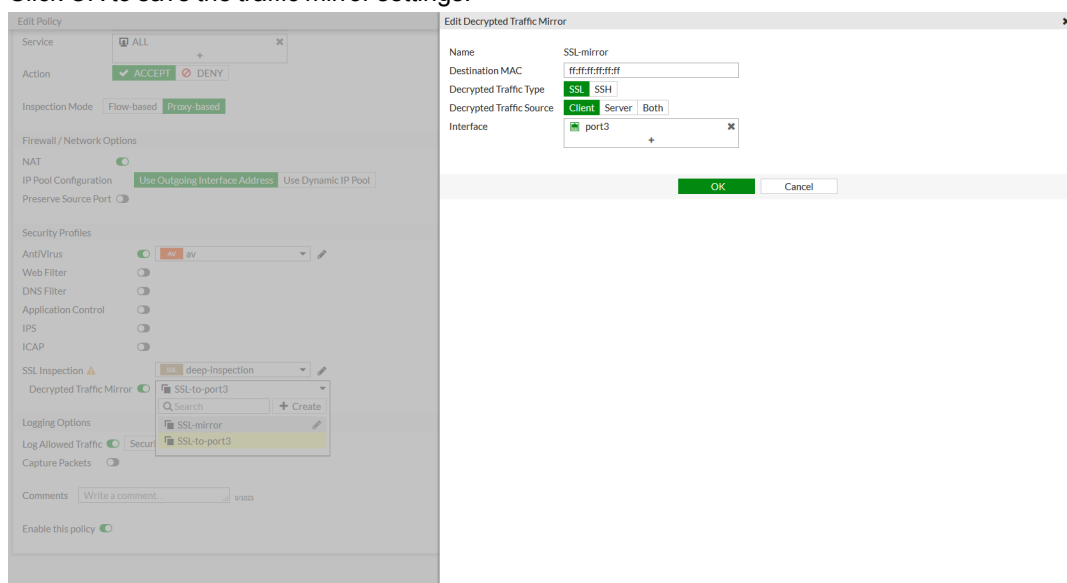 Click OK to save the traffic mirror settings.
Edit Policy
Service ALL
+
Action ACCEPT DENY
Inspection Mode Flow-based Proxy-based
Firewall / Network Options
NAT
IP Pool Configuration Use Outgoing Interface Address Use Dynamic IP Pool
Preserve Source Port
Security Profiles
AntiVirus AV av
Web Filter
DNS Filter
Application Control
IPS
ICAP
SSL Inspection SSL deep-inspection
Decrypted Traffic Mirror SSL-to-port3
Search + Create
Logging Options
SSL-mirror
Log Allowed Traffic Securi
SSL-to-port3
Capture Packets
Comments Write a comment... 0/1023
Enable this policy
Edit Decrypted Traffic Mirror
Name SSL-mirror
Destination MAC ff:ff:ff:ff:ff:ff
Decrypted Traffic Type SSL SSH
Decrypted Traffic Source Client Server Both
Interface port3
+
OK Cancel